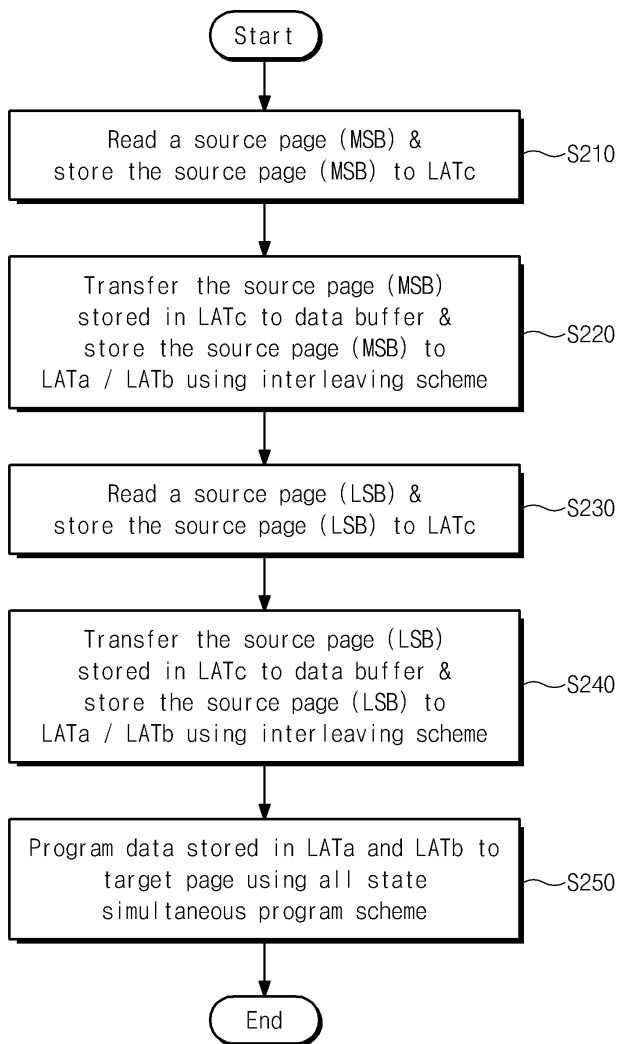 Start
Read a source page (MSB) &
store the source page (MSB) to LATc
S210
Transfer the source page (MSB)
stored in LATc to data buffer &
store the source page (MSB) to
LATa / LATb using interleaving scheme
S220
Read a source page (LSB) &
store the source page (LSB) to LATc
S230
Transfer the source page (LSB)
stored in LATc to data buffer &
store the source page (LSB) to
LATa / LATb using interleaving scheme
S240
Program data stored in LATa and LATb to
target page using all state
simultaneous program scheme
S250
End